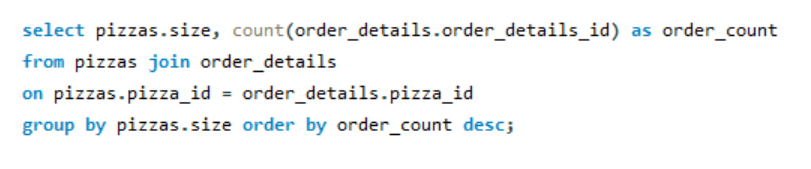 select pizzas.size, count(order_details.order_details_id) as order_count
from pizzas join order_details
on pizzas.pizza_id = order_details.pizza_id
group by pizzas.size order by order_count desc;